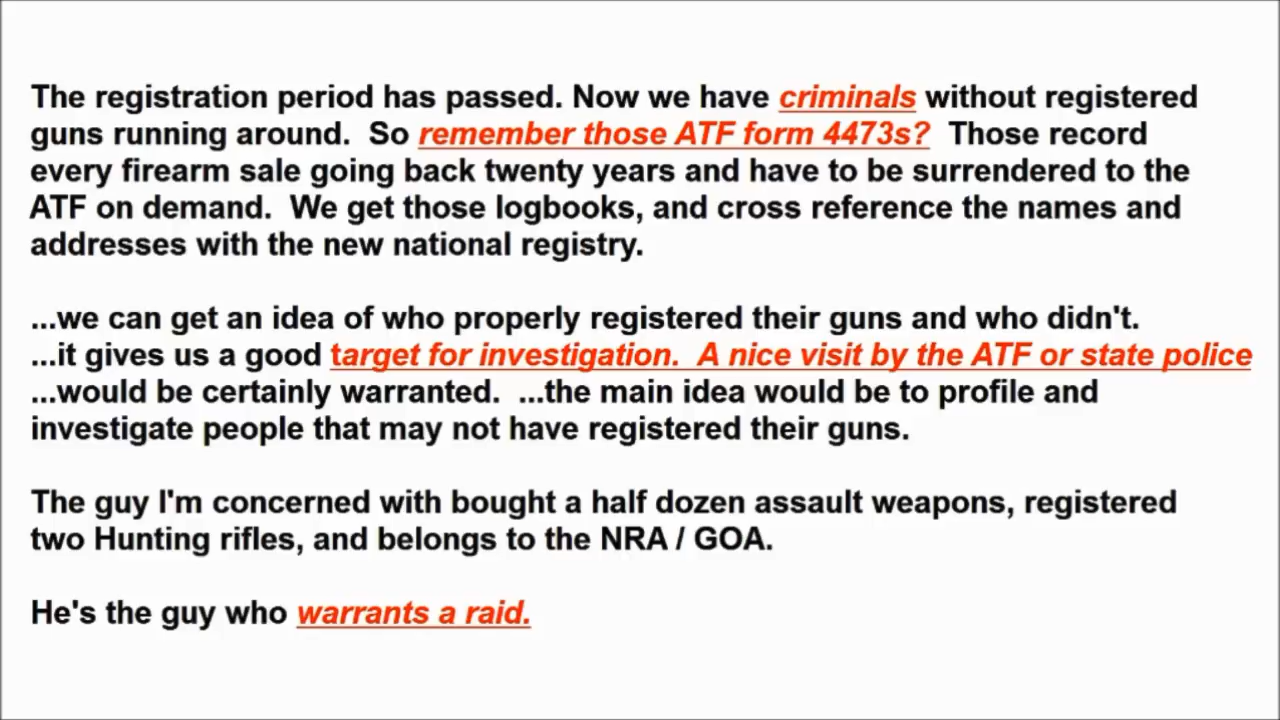 The registration period has passed. Now we have criminals without registered
guns running around.  So remember those ATF form 4473s?  Those record
every firearm sale going back twenty years and have to be surrendered to the
ATF on demand.  We get those logbooks, and cross reference the names and
addresses with the new national registry.
...we can get an idea of who properly registered their guns and who didn't.
...it gives us a good target for investigation.  A nice visit by the ATF or state police
...would be certainly warranted.  ...the main idea would be to profile and
investigate people that may not have registered their guns.
The guy I'm concerned with bought a half dozen assault weapons, registered
two Hunting rifles, and belongs to the NRA / GOA.
He's the guy who warrants a raid.